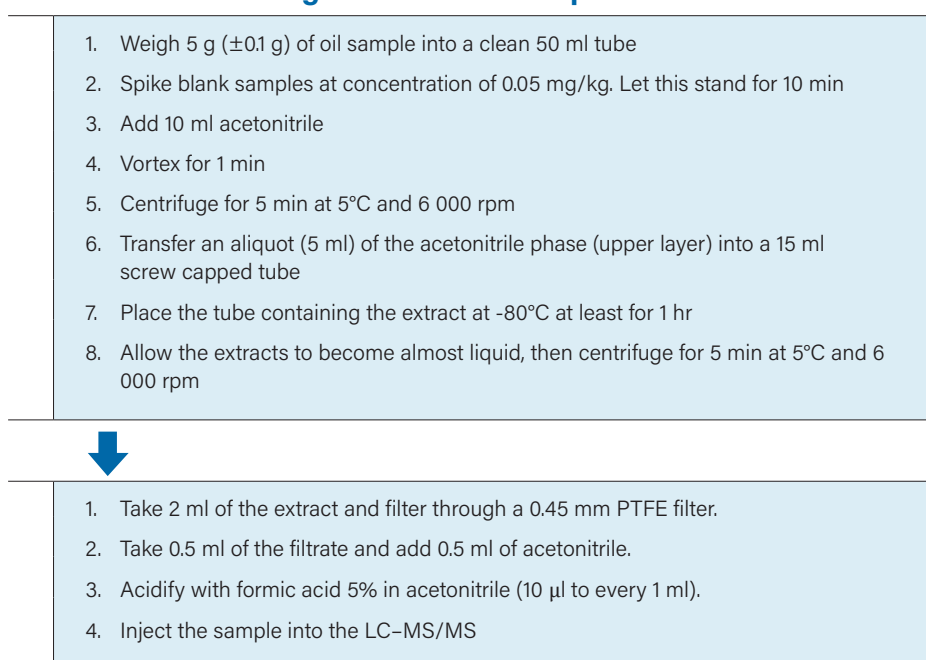 1. Weigh 5 g (±0.1 g) of oil sample into a clean 50 ml tube
2. Spike blank samples at concentration of 0.05 mg/kg. Let this stand for 10 min
3. Add 10 ml acetonitrile
4. Vortex for 1 min
5. Centrifuge for 5 min at 5°C and 6 000 rpm
6. Transfer an aliquot (5 ml) of the acetonitrile phase (upper layer) into a 15 ml
screw capped tube
7. Place the tube containing the extract at -80°C at least for 1 hr
8. Allow the extracts to become almost liquid, then centrifuge for 5 min at 5°C and 6
000 rpm
1. Take 2 ml of the extract and filter through a 0.45 mm PTFE filter.
2. Take 0.5 ml of the filtrate and add 0.5 ml of acetonitrile.
3. Acidify with formic acid 5% in acetonitrile (10 μl to every 1 ml).
4. Inject the sample into the LC–MS/MS